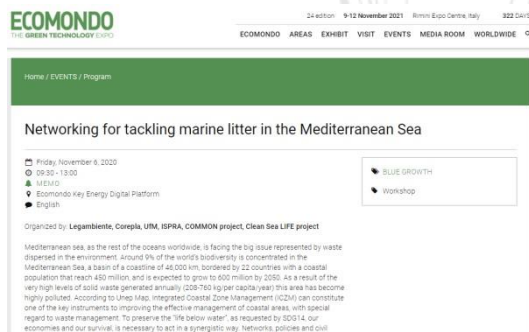 ECOMONDO
THE GREEN TECHNOLOGY EXPO
24 edition 9-12 November 2021 Rimini Expo Centre, Italy 322 DAYS
ECOMONDO AREAS EXHIBIT VISIT EVENTS MEDIA ROOM WORLDWIDE
Home / EVENTS / Program
Networking for tackling marine litter in the Mediterranean Sea
Friday, November 6, 2020
09:30 - 13:00
MEMO
Ecomondo Key Energy Digital Platform
English
BLUE GROWTH
Workshop
Organized by: Legambiente, Corepla, UfM, ISPRA, COMMON project, Clean Sea LIFE project
Mediterranean sea, as the rest of the oceans worldwide, is facing the big issue represented by waste
dispersed in the environment. Around 9% of the world's biodiversity is concentrated in the
Mediterranean Sea, a basin of a coastline of 46,000 km, bordered by 22 countries with a coastal
population that reach 450 million, and is expected to grow to 600 million by 2050. As a result of the
very high levels of solid waste generated annually (208-760 kg/per capita/year) this area has become
highly polluted. According to Unep Map, Integrated Coastal Zone Management (ICZM) can constitute
one of the key instruments to improving the effective management of coastal areas, with special
regard to waste management. To preserve the "life below water", as requested by SDG14, our
economies and our survival, is necessary to act in a synergistic way. Networks, policies and civil